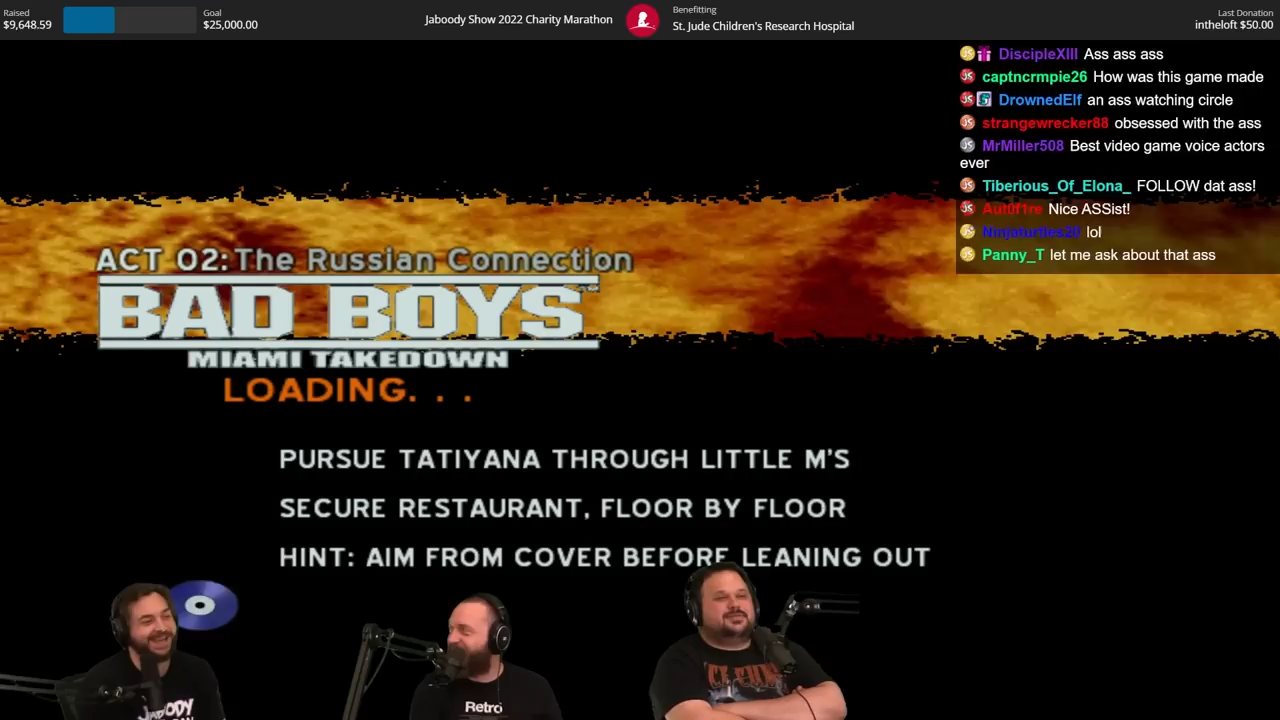 Raised
$9,648.59
Goal
$25,000.00
Jaboody Show 2022 Charity Marathon
Benefitting
St. Jude Children's Research Hospital
Last Donation
intheloft $50.00
DiscipleXIII Ass ass ass
captncrmpie26 How was this game made
DrownedElf an ass watching circle
strangewrecker88 obsessed with the ass
MrMiller508 Best video game voice actors
ever
Tiberious_Of_Elona_ FOLLOW dat ass!
Aut0f1re Nice ASSist!
Ninjaturtles20 lol
Panny_T let me ask about that ass
ACT 02: The Russian Connection
BAD BOYS
MIAMI TAKEDOWN
LOADING. . .
PURSUE TATIYANA THROUGH LITTLE M'S
SECURE RESTAURANT, FLOOR BY FLOOR
HINT: AIM FROM COVER BEFORE LEANING OUT
Retro